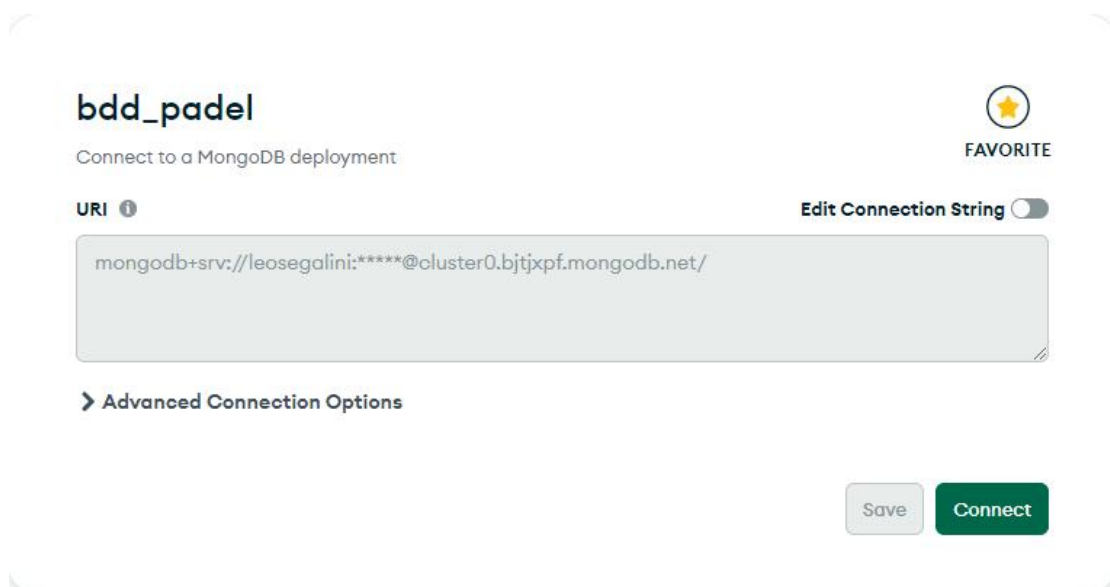 bdd_padel
FAVORITE
Connect to a MongoDB deployment
URI
Edit Connection String
mongodb+srv://leosegalini:*****@cluster0.bjtjxpf.mongodb.net/
Advanced Connection Options
Save
Connect